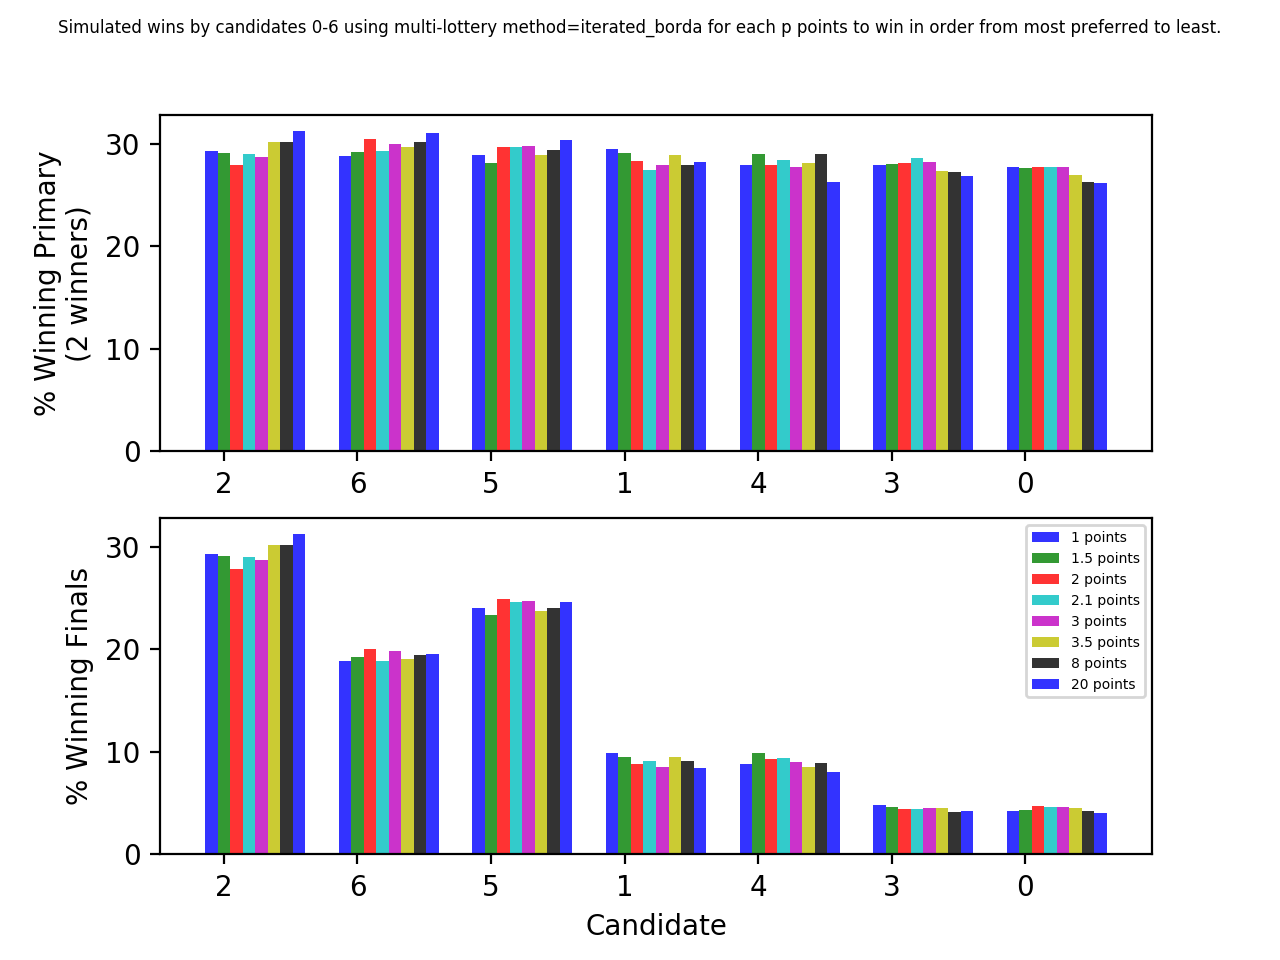 Simulated wins by candidates 0-6 using multi-lottery method=iterated_borda for each p points to win in order from most preferred to least.
% Winning Primary
(2 winners)
30
20
10
0
2 6 5 1 4 3 0
% Winning Finals
30
20
10
0
1 points
1.5 points
2 points
2.1 points
3 points
3.5 points
8 points
20 points
2 6 5 1 4 3 0
Candidate